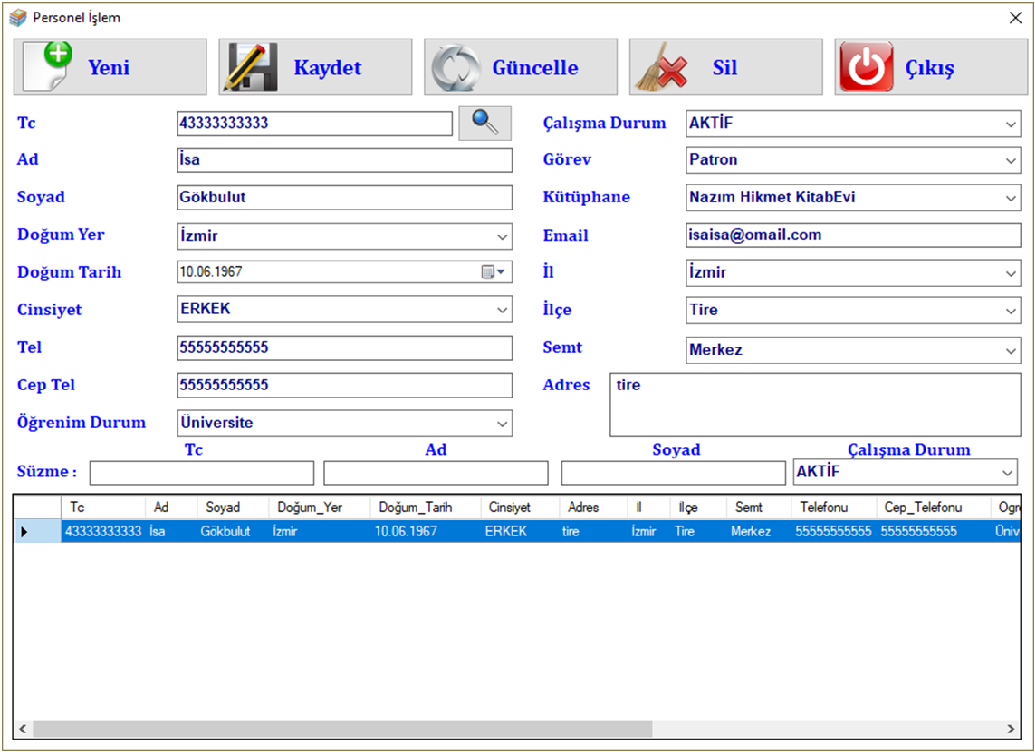 Personel İşlem
Yeni Kaydet Güncelle Sil Çıkış
Tc 43333333333 Çalışma Durum AKTİF
Ad İsa Görev Patron
Soyad Gökbulut Kütüphane Nazım Hikmet KitabEvi
Doğum Yer İzmir Email isaisa@omail.com
Doğum Tarih 10.06.1967 İl İzmir
Cinsiyet ERKEK İlçe Tire
Tel 55555555555 Semt Merkez
Cep Tel 55555555555 Adres tire
Öğrenim Durum Üniversite
Tc Ad Soyad Çalışma Durum
Süzme : AKTİF
Tc Ad Soyad Doğum_Yer Doğum_Tarih Cinsiyet Adres İl İlçe Semt Telefonu Cep_Telefonu Ogr
43333333333 İsa Gökbulut İzmir 10.06.1967 ERKEK tire İzmir Tire Merkez 55555555555 55555555555 Üniv